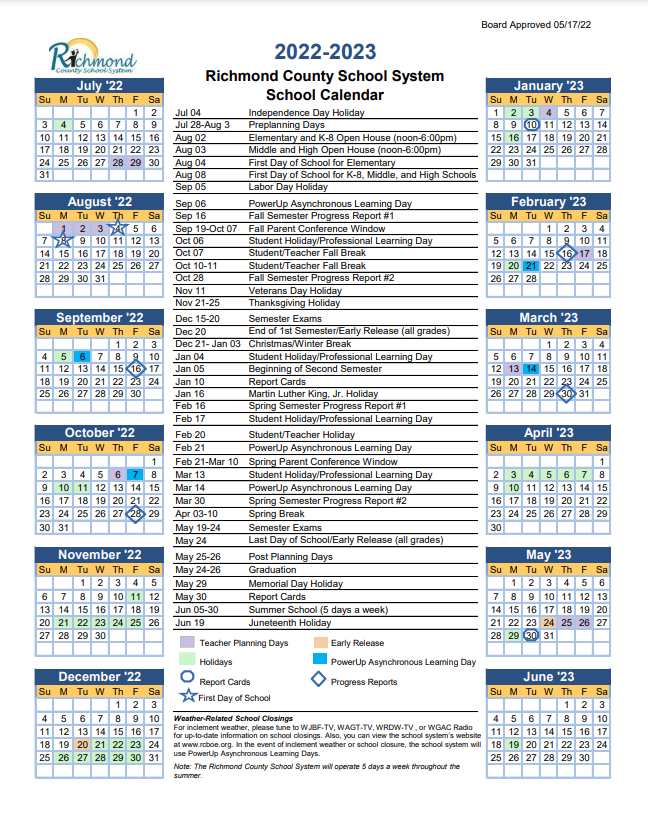 Board Approved 05/17/22
Richmond
County School System
2022-2023
Richmond County School System
School Calendar
July '22
Su M Tu W Th F Sa
1 2
3 4 5 6 7 8 9
10 11 12 13 14 15 16
17 18 19 20 21 22 23
24 25 26 27 28 29 30
31
August '22
Su M Tu W Th F Sa
1 2 3 4 5 6
7 8 9 10 11 12 13
14 15 16 17 18 19 20
21 22 23 24 25 26 27
28 29 30 31
September '22
Su M Tu W Th F Sa
1 2 3
4 5 6 7 8 9 10
11 12 13 14 15 16 17
18 19 20 21 22 23 24
25 26 27 28 29 30
October '22
Su M Tu W Th F Sa
1
2 3 4 5 6 7 8
9 10 11 12 13 14 15
16 17 18 19 20 21 22
23 24 25 26 27 28 29
30 31
November '22
Su M Tu W Th F Sa
1 2 3 4 5
6 7 8 9 10 11 12
13 14 15 16 17 18 19
20 21 22 23 24 25 26
27 28 29 30
December '22
Su M Tu W Th F Sa
1 2 3
4 5 6 7 8 9 10
11 12 13 14 15 16 17
18 19 20 21 22 23 24
25 26 27 28 29 30 31
Jul 04 Independence Day Holiday
Jul 28-Aug 3 Preplanning Days
Aug 02 Elementary and K-8 Open House (noon-6:00pm)
Aug 03 Middle and High Open House (noon-6:00pm)
Aug 04 First Day of School for Elementary
Aug 08 First Day of School for K-8, Middle, and High Schools
Sep 05 Labor Day Holiday
Sep 06 PowerUp Asynchronous Learning Day
Sep 16 Fall Semester Progress Report #1
Sep 19-Oct 07 Fall Parent Conference Window
Oct 06 Student Holiday/Professional Learning Day
Oct 07 Student/Teacher Fall Break
Oct 10-11 Student/Teacher Fall Break
Oct 28 Fall Semester Progress Report #2
Nov 11 Veterans Day Holiday
Nov 21-25 Thanksgiving Holiday
Dec 15-20 Semester Exams
Dec 20 End of 1st Semester/Early Release (all grades)
Dec 21- Jan 03 Christmas/Winter Break
Jan 04 Student Holiday/Professional Learning Day
Jan 05 Beginning of Second Semester
Jan 10 Report Cards
Jan 16 Martin Luther King, Jr. Holiday
Feb 16 Spring Semester Progress Report #1
Feb 17 Student Holiday/Professional Learning Day
Feb 20 Student/Teacher Holiday
Feb 21 PowerUp Asynchronous Learning Day
Feb 21-Mar 10 Spring Parent Conference Window
Mar 13 Student Holiday/Professional Learning Day
Mar 14 PowerUp Asynchronous Learning Day
Mar 30 Spring Semester Progress Report #2
Apr 03-10 Spring Break
May 19-24 Semester Exams
May 24 Last Day of School/Early Release (all grades)
May 25-26 Post Planning Days
May 24-26 Graduation
May 29 Memorial Day Holiday
May 30 Report Cards
Jun 05-30 Summer School (5 days a week)
Jun 19 Juneteenth Holiday
Teacher Planning Days Early Release
Holidays PowerUp Asynchronous Learning Day
Report Cards Progress Reports
First Day of School
Weather-Related School Closings
For inclement weather, please tune to WJBF-TV, WAGT-TV, WRDW-TV , or WGAC Radio
for up-to-date information on school closings. Also, you can view the school system's website
at www.rcboe.org. In the event of inclement weather or school closure, the school system will
use PowerUp Asynchronous Learning Days.
Note: The Richmond County School System will operate 5 days a week throughout the
summer.
January '23
Su M Tu W Th F Sa
1 2 3 4 5 6 7
8 9 10 11 12 13 14
15 16 17 18 19 20 21
22 23 24 25 26 27 28
29 30 31
February '23
Su M Tu W Th F Sa
1 2 3 4
5 6 7 8 9 10 11
12 13 14 15 16 17 18
19 20 21 22 23 24 25
26 27 28
March '23
Su M Tu W Th F Sa
1 2 3 4
5 6 7 8 9 10 11
12 13 14 15 16 17 18
19 20 21 22 23 24 25
26 27 28 29 30 31
April '23
Su M Tu W Th F Sa
1
2 3 4 5 6 7 8
9 10 11 12 13 14 15
16 17 18 19 20 21 22
23 24 25 26 27 28 29
30
May '23
Su M Tu W Th F Sa
1 2 3 4 5 6
7 8 9 10 11 12 13
14 15 16 17 18 19 20
21 22 23 24 25 26 27
28 29 30 31
June '23
Su M Tu W Th F Sa
1 2 3
4 5 6 7 8 9 10
11 12 13 14 15 16 17
18 19 20 21 22 23 24
25 26 27 28 29 30